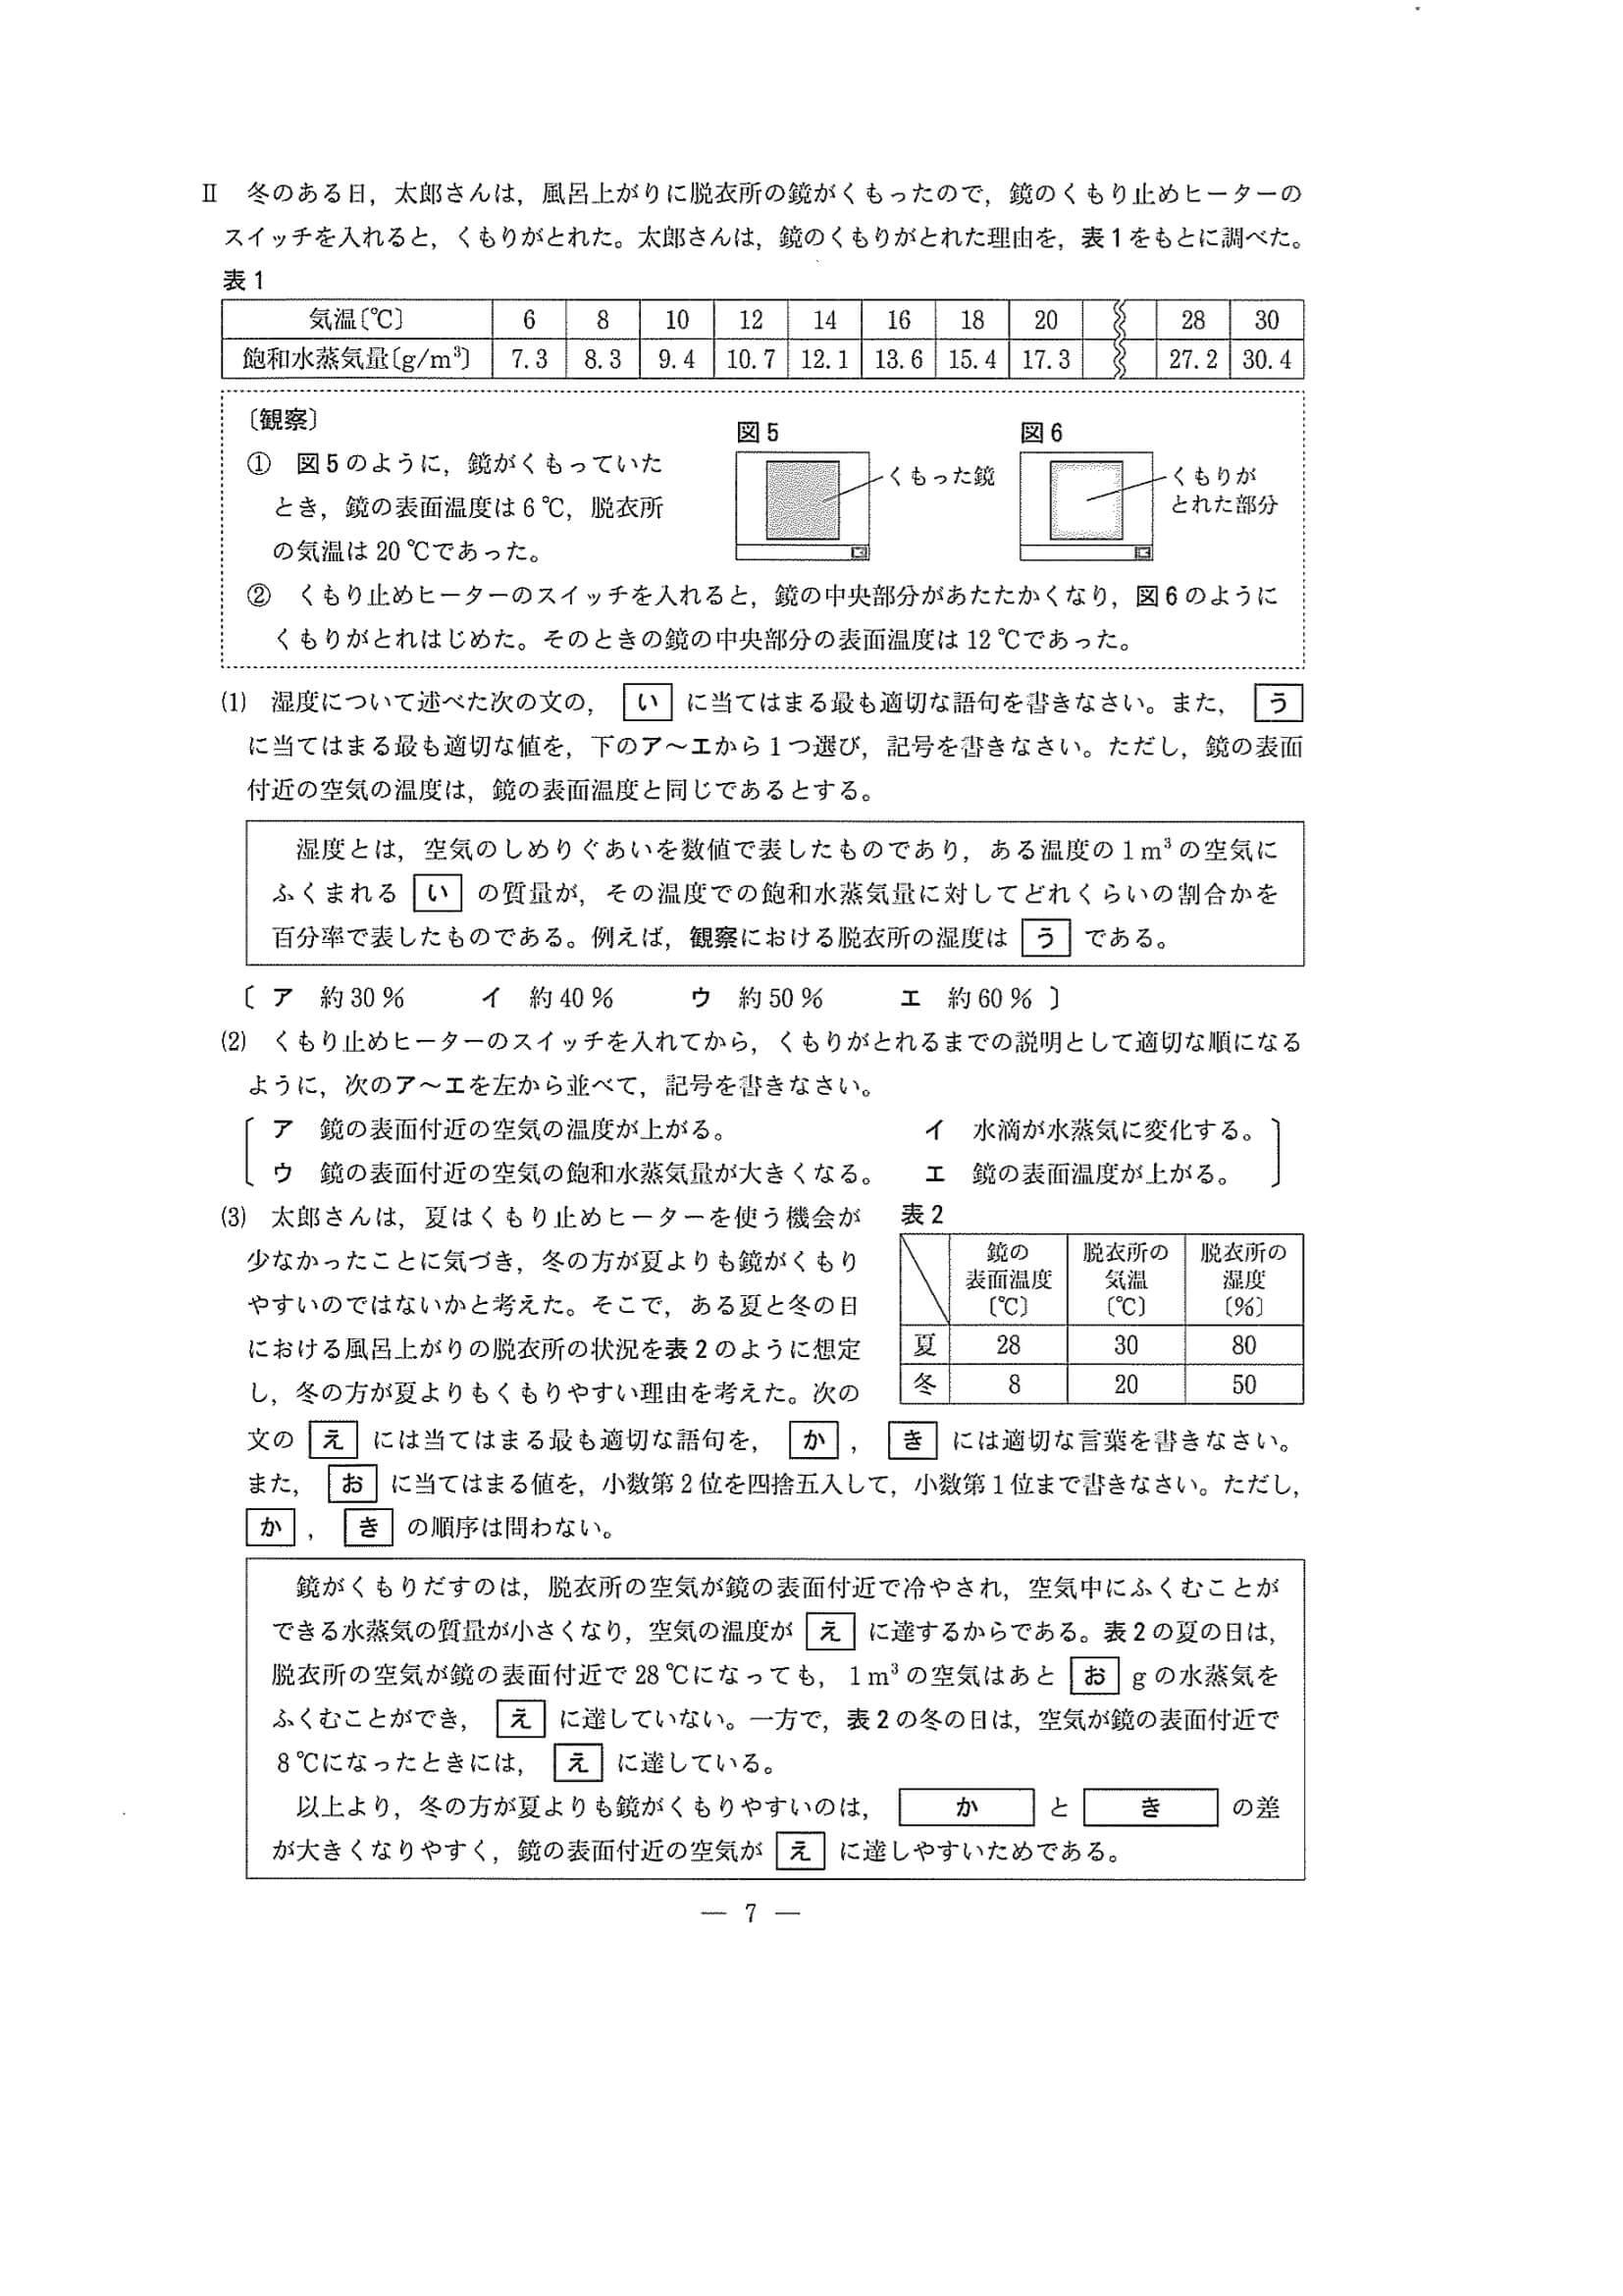 Ⅱ 冬のある日,太郎さんは,風呂上がりに脱衣所の鏡がくもったので,鏡のくもり止めヒーターの
スイッチを入れると,くもりがとれた。太郎さんは,鏡のくもりがとれた理由を,表1をもとに調べた。
表1
気温〔℃〕 6 8 10 12 14 16 18 20 28 30
飽和水蒸気量〔g/m³〕 7.3 8.3 9.4 10.7 12.1 13.6 15.4 17.3 27.2 30.4
〔観察〕
① 図5のように,鏡がくもっていた
とき,鏡の表面温度は6℃,脱衣所
の気温は20℃であった。
図5
くもった鏡
図6
くもりが
とれた部分
② くもり止めヒーターのスイッチを入れると,鏡の中央部分があたたかくなり,図6のように
くもりがとれはじめた。そのときの鏡の中央部分の表面温度は12℃であった。
(1) 湿度について述べた次の文の, い に当てはまる最も適切な語句を書きなさい。また, う
に当てはまる最も適切な値を,下のア~エから1つ選び,記号を書きなさい。ただし,鏡の表面
付近の空気の温度は,鏡の表面温度と同じであるとする。
湿度とは,空気のしめりぐあいを数値で表したものであり,ある温度の1m³の空気に
ふくまれる い の質量が,その温度での飽和水蒸気量に対してどれくらいの割合かを
百分率で表したものである。例えば,観察における脱衣所の湿度は う である。
〔 ア 約30% イ 約40% ウ 約50% エ 約60% 〕
(2) くもり止めヒーターのスイッチを入れてから,くもりがとれるまでの説明として適切な順になる
ように,次のア~エを左から並べて,記号を書きなさい。
ア 鏡の表面付近の空気の温度が上がる。 イ 水滴が水蒸気に変化する。
ウ 鏡の表面付近の空気の飽和水蒸気量が大きくなる。 エ 鏡の表面温度が上がる。
(3) 太郎さんは,夏はくもり止めヒーターを使う機会が
少なかったことに気づき,冬の方が夏よりも鏡がくもり
やすいのではないかと考えた。そこで,ある夏と冬の日
における風呂上がりの脱衣所の状況を表2のように想定
し,冬の方が夏よりもくもりやすい理由を考えた。次の
表2
鏡の 脱衣所の 脱衣所の
表面温度 気温 湿度
〔℃〕 〔℃〕 〔%〕
夏 28 30 80
冬 8 20 50
文の え には当てはまる最も適切な語句を, か , き には適切な言葉を書きなさい。
また, お に当てはまる値を,小数第2位を四捨五入して,小数第1位まで書きなさい。ただし,
か , き の順序は問わない。
鏡がくもりだすのは,脱衣所の空気が鏡の表面付近で冷やされ,空気中にふくむことが
できる水蒸気の質量が小さくなり,空気の温度が え に達するからである。表2の夏の日は,
脱衣所の空気が鏡の表面付近で28℃になっても,1m³の空気はあと お gの水蒸気を
ふくむことができ, え に達していない。一方で,表2の冬の日は,空気が鏡の表面付近で
8℃になったときには, え に達している。
以上より,冬の方が夏よりも鏡がくもりやすいのは, か と き の差
が大きくなりやすく,鏡の表面付近の空気が え に達しやすいためである。
— 7 —